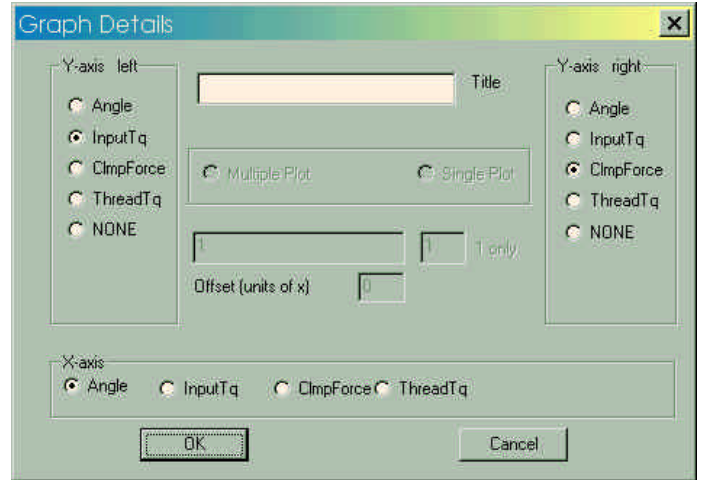 Graph Details
Y-axis left
Angle
InputTq
ClmpForce
ThreadTq
NONE
Title
Multiple Plot
Single Plot
1
1
1 only
Offset (units of x)
0
Y-axis right
Angle
InputTq
ClmpForce
ThreadTq
NONE
X-axis
Angle InputTq ClmpForce ThreadTq
OK
Cancel